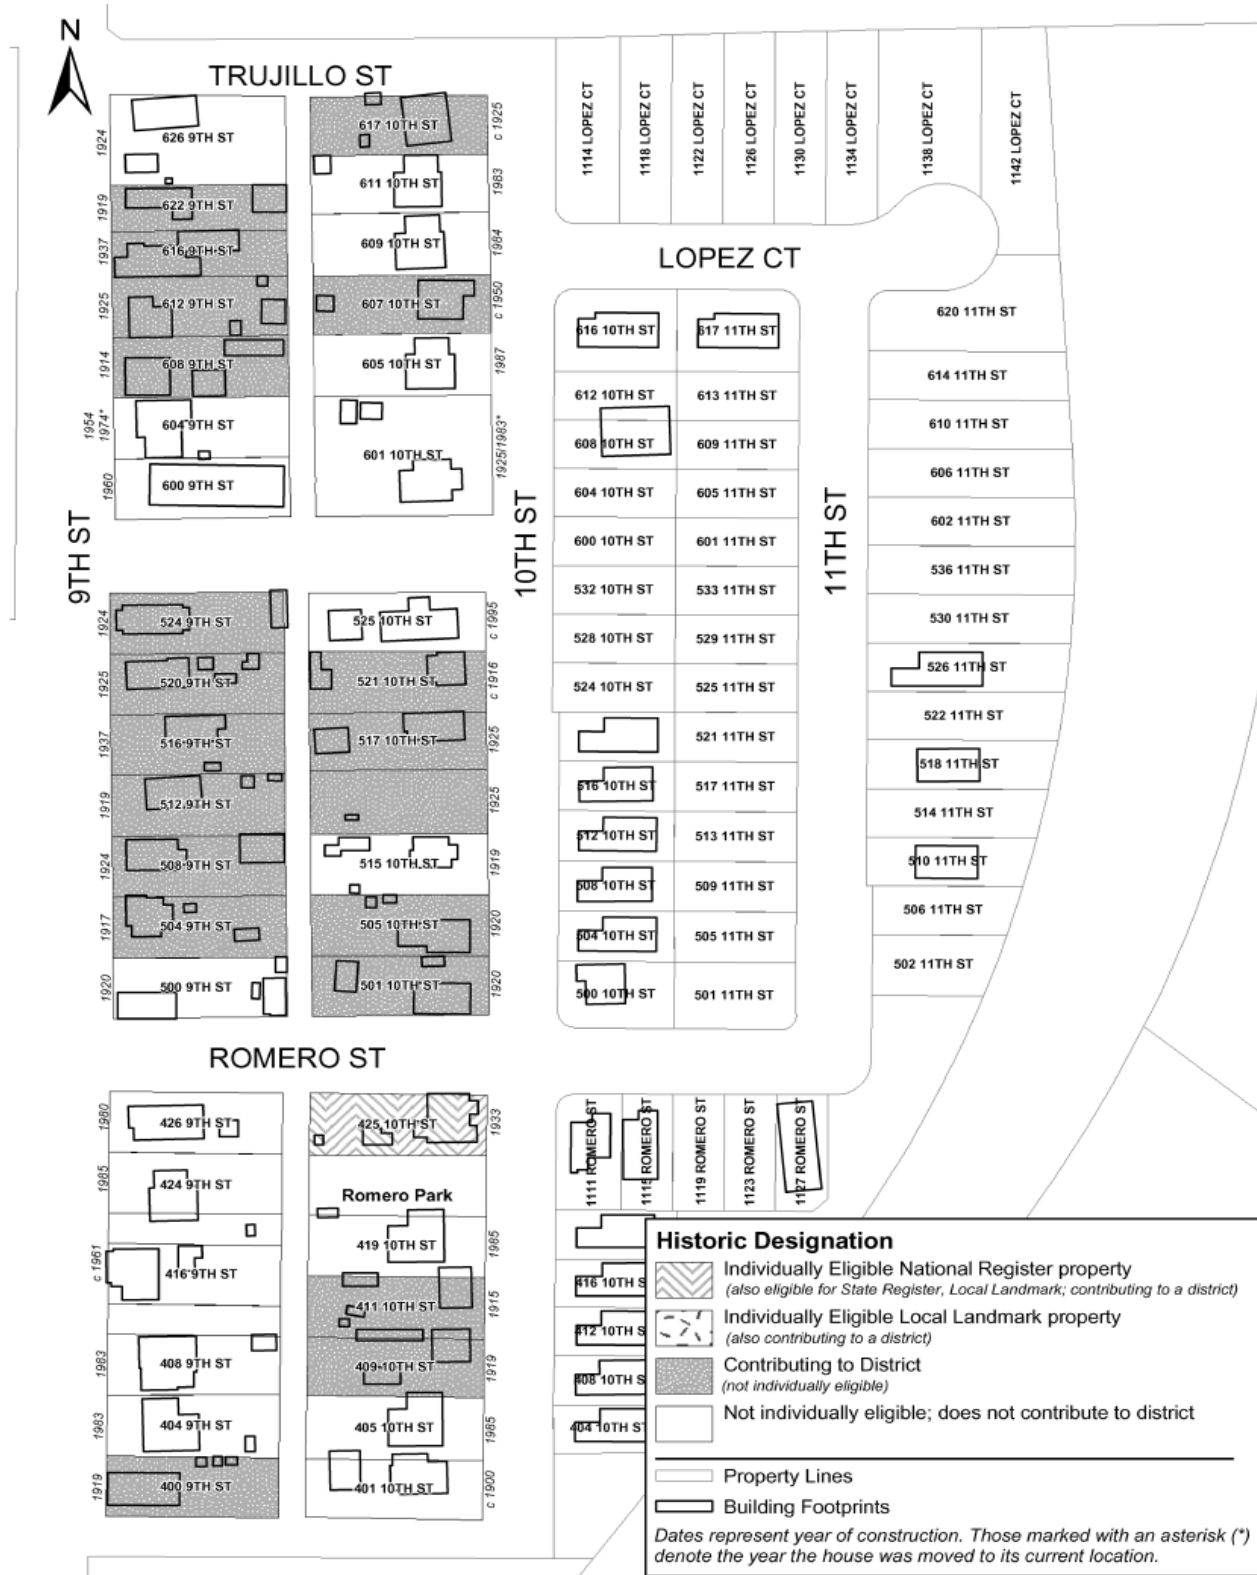 N
TRUJILLO ST
1924
626 9TH ST
1919
622 9TH ST
1937
616 9TH ST
1925
612 9TH ST
1914
608 9TH ST
1954
1974*
604 9TH ST
1960
600 9TH ST
617 10TH ST
c 1925
611 10TH ST
1983
609 10TH ST
1984
607 10TH ST
c 1950
605 10TH ST
1987
601 10TH ST
1925/1983*
9TH ST
10TH ST
11TH ST
1924
524 9TH ST
1925
520 9TH ST
1937
516 9TH ST
1919
512 9TH ST
1924
508 9TH ST
1917
504 9TH ST
1920
500 9TH ST
525 10TH ST
c 1995
521 10TH ST
c 1916
517 10TH ST
1925
1925
515 10TH ST
1919
505 10TH ST
1920
501 10TH ST
1920
ROMERO ST
1980
426 9TH ST
1985
424 9TH ST
c 1961
416 9TH ST
1983
408 9TH ST
1983
404 9TH ST
1919
400 9TH ST
425 10TH ST
1933
Romero Park
419 10TH ST
1985
411 10TH ST
1915
409 10TH ST
1919
405 10TH ST
1985
401 10TH ST
c 1900
1114 LOPEZ CT
1118 LOPEZ CT
1122 LOPEZ CT
1126 LOPEZ CT
1130 LOPEZ CT
1134 LOPEZ CT
1138 LOPEZ CT
1142 LOPEZ CT
LOPEZ CT
616 10TH ST
612 10TH ST
608 10TH ST
604 10TH ST
600 10TH ST
532 10TH ST
528 10TH ST
524 10TH ST
516 10TH ST
512 10TH ST
508 10TH ST
504 10TH ST
500 10TH ST
617 11TH ST
613 11TH ST
609 11TH ST
605 11TH ST
601 11TH ST
533 11TH ST
529 11TH ST
525 11TH ST
521 11TH ST
517 11TH ST
513 11TH ST
509 11TH ST
505 11TH ST
501 11TH ST
620 11TH ST
614 11TH ST
610 11TH ST
606 11TH ST
602 11TH ST
536 11TH ST
530 11TH ST
526 11TH ST
522 11TH ST
518 11TH ST
514 11TH ST
510 11TH ST
506 11TH ST
502 11TH ST
1111 ROMERO ST
1115 ROMERO ST
1119 ROMERO ST
1123 ROMERO ST
1127 ROMERO ST
416 10TH S
412 10TH S
408 10TH S
404 10TH S
Historic Designation
Individually Eligible National Register property
(also eligible for State Register, Local Landmark; contributing to a district)
Individually Eligible Local Landmark property
(also contributing to a district)
Contributing to District
(not individually eligible)
Not individually eligible; does not contribute to district
Property Lines
Building Footprints
Dates represent year of construction. Those marked with an asterisk (*)
denote the year the house was moved to its current location.